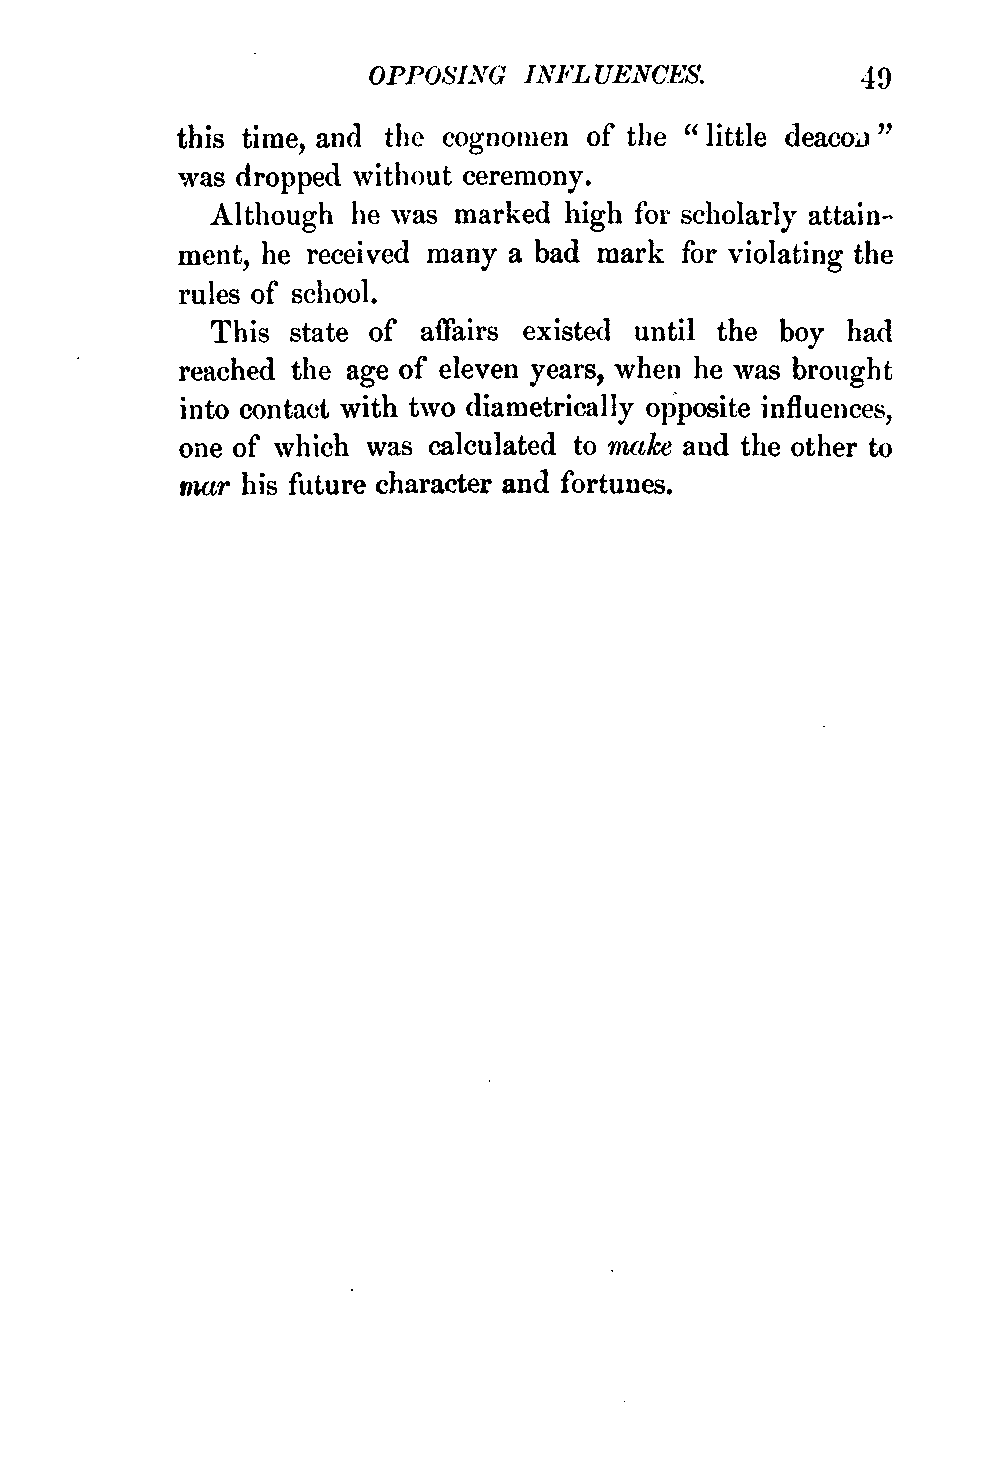 OPPOSING INFLUENCES. 49
this time, and the cognomen of the “little deacon”
was dropped without ceremony.
Although he was marked high for scholarly attain-
ment, he received many a bad mark for violating the
rules of school.
This state of affairs existed until the boy had
reached the age of eleven years, when he was brought
into contact with two diametrically opposite influences,
one of which was calculated to make and the other to
mar his future character and fortunes.